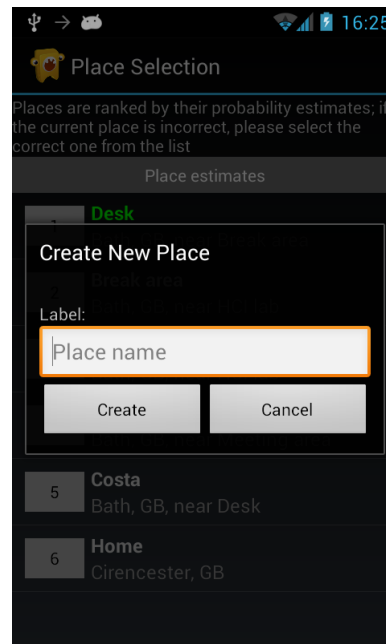 16:25
Place Selection
Places are ranked by their probability estimates; if
the current place is incorrect, please select the
correct one from the list
Place estimates
1
Desk
Create New Place
2
Break area
Label:
Place name
Create
Cancel
5
Costa
Bath, GB, near Desk
6
Home
Cirencester, GB